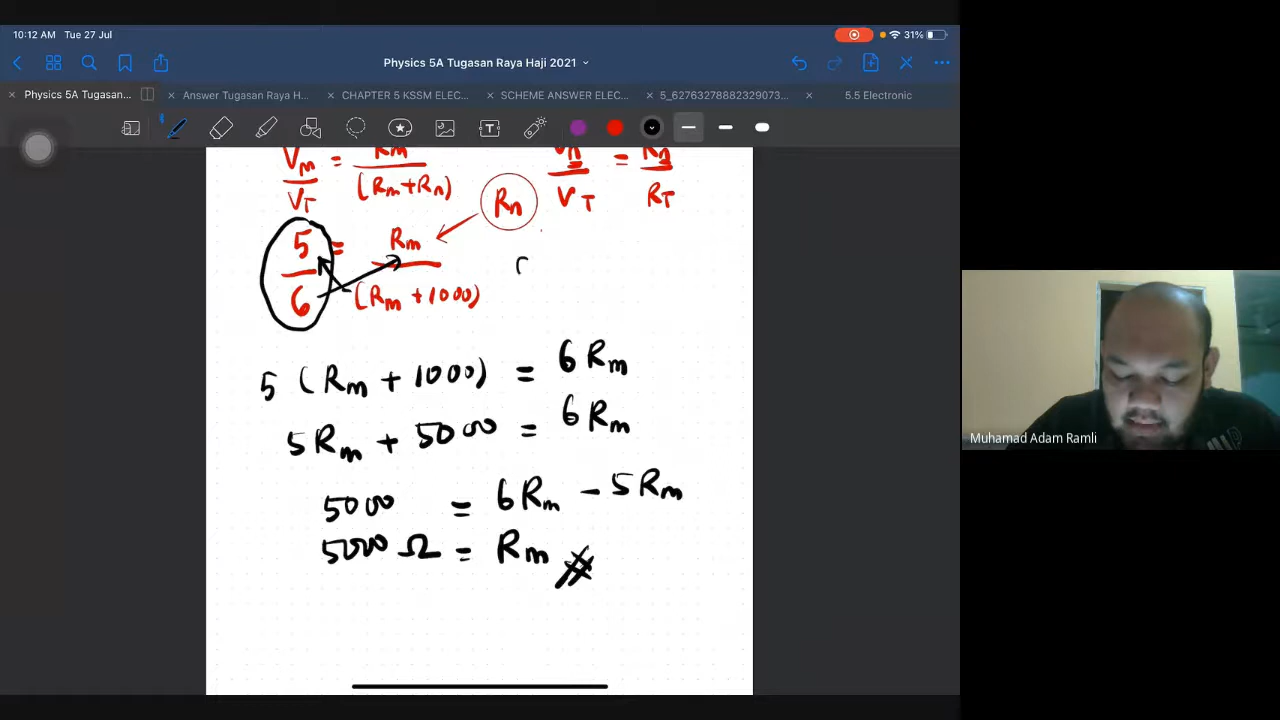 10:12 AM Tue 27 Jul
31%
Physics 5A Tugasan Raya Haji 2021
Physics 5A Tugasan...
Answer Tugasan Raya H...
CHAPTER 5 KSSM ELEC...
SCHEME ANSWER ELEC...
5_62763278882329073...
5.5 Electronic
Vm/VT = Rm/(Rm+Rn)
Vn/VT = Rn/RT
Rn
5/6 = Rm/(Rm + 1000)
5 (Rm + 1000) = 6Rm
5Rm + 5000 = 6Rm
5000 = 6Rm - 5Rm
5000 Ω = Rm
Muhamad Adam Ramli